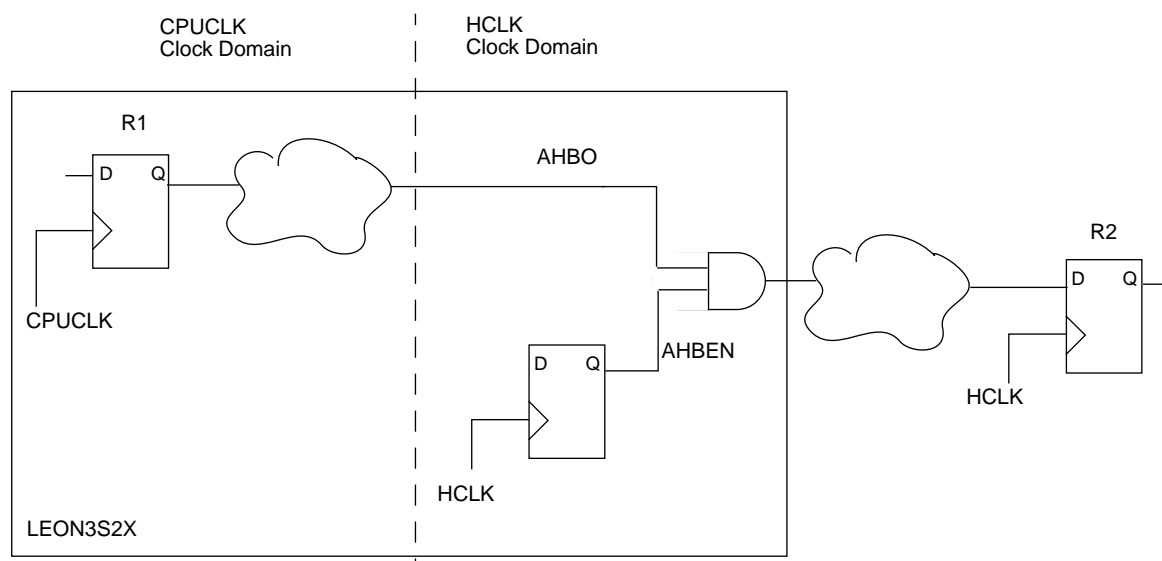 CPUCLK
Clock Domain
HCLK
Clock Domain
R1
D
Q
AHBO
CPUCLK
R2
D
Q
HCLK
AHBEN
D
Q
HCLK
LEON3S2X